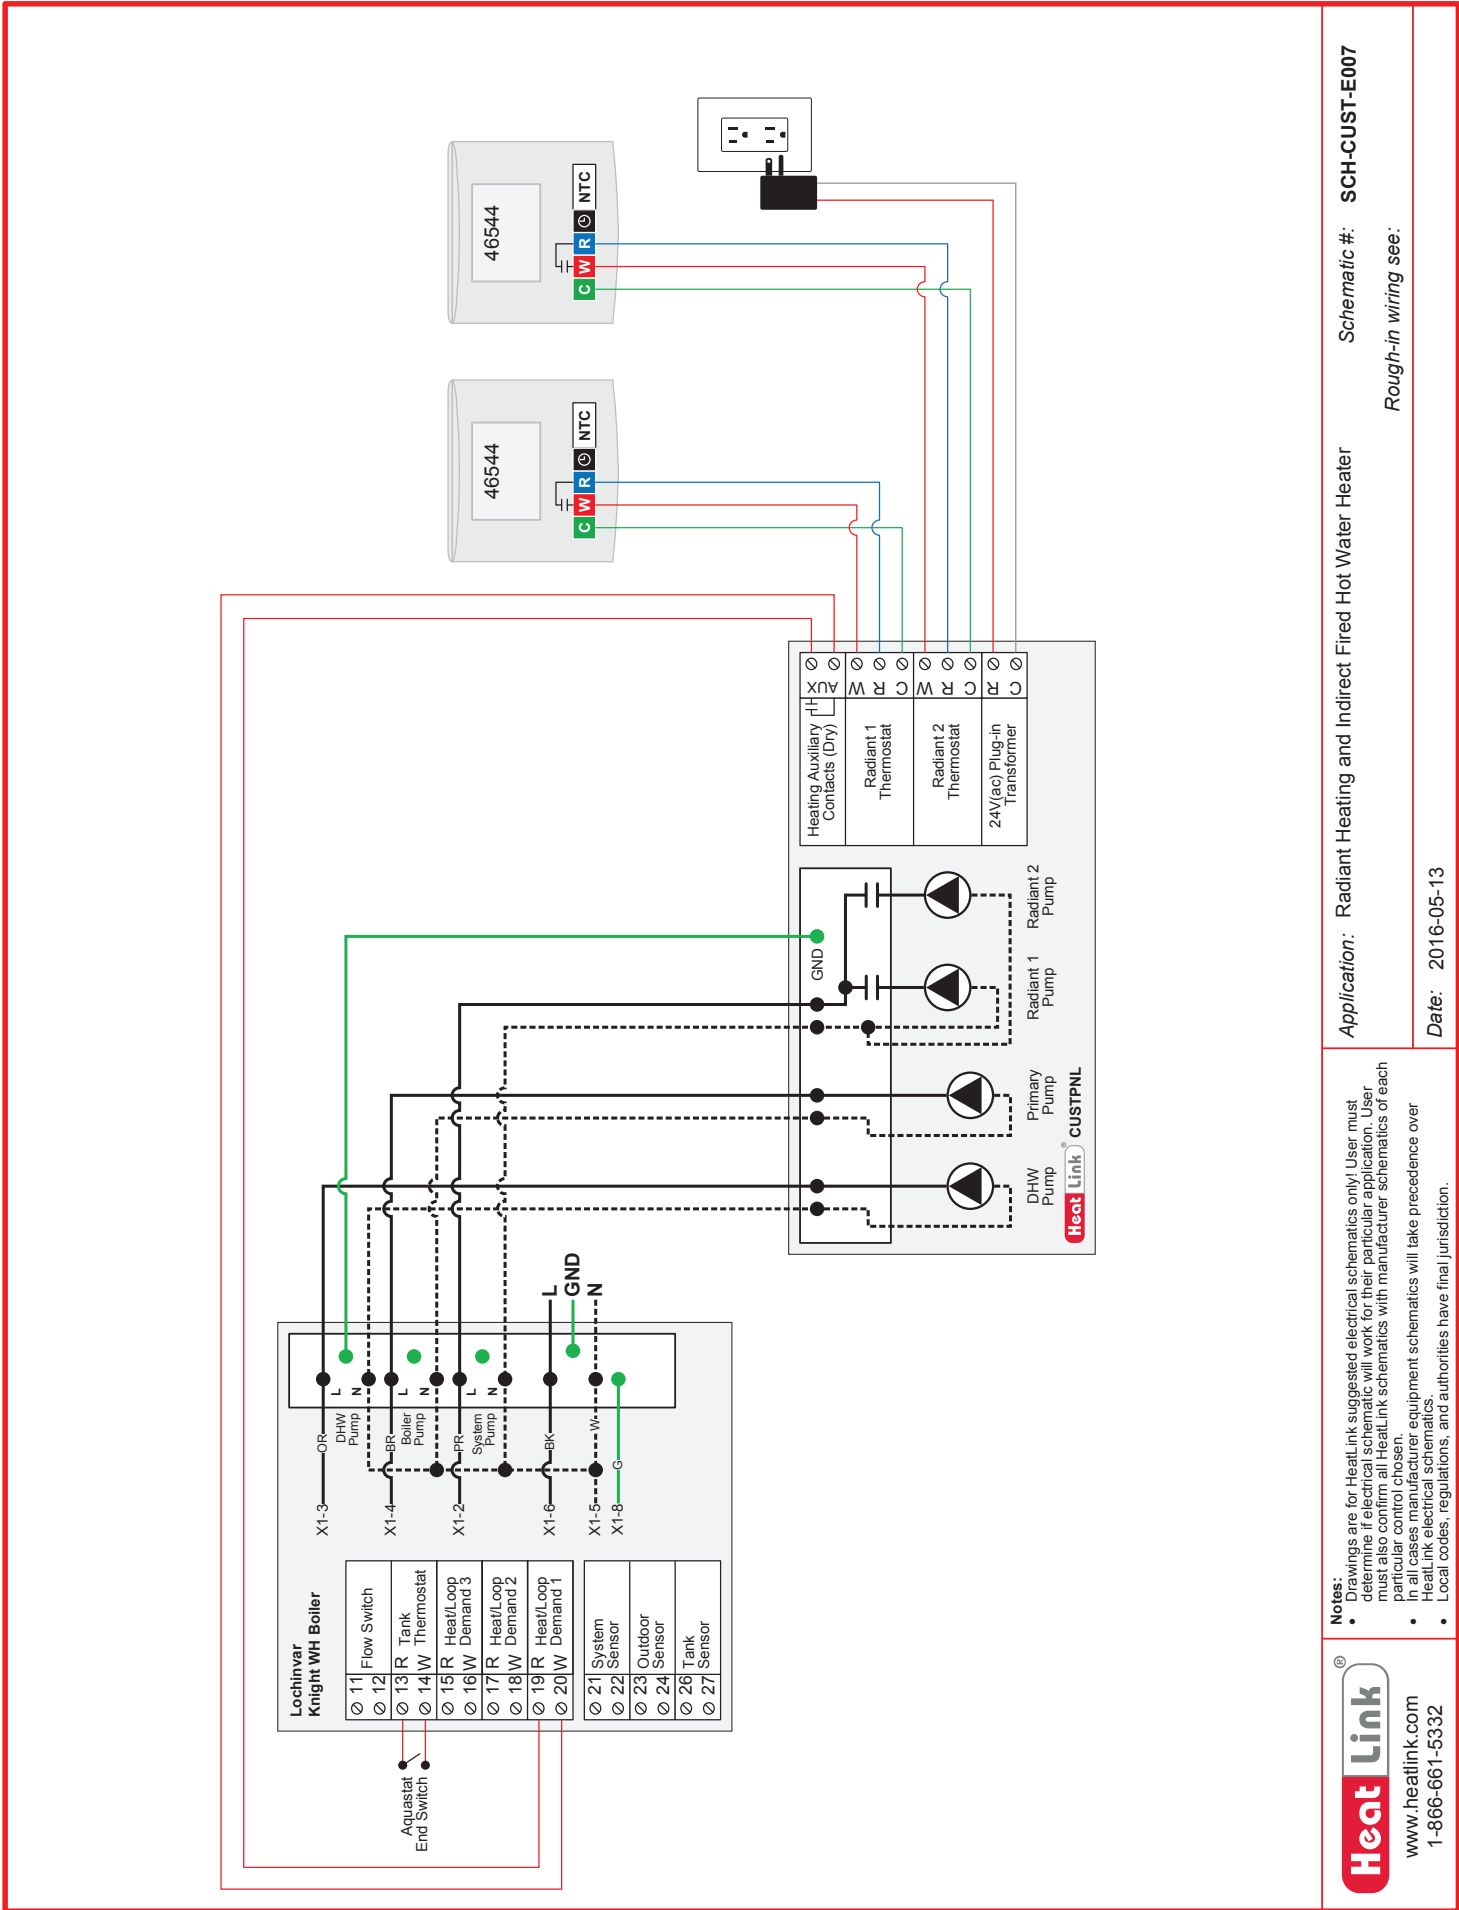 Lochinvar
Knight WH Boiler
11
12
Flow Switch
13 R
14 W
Tank
Thermostat
15 R
16 W
Heat/Loop
Demand 3
17 R
18 W
Heat/Loop
Demand 2
19 R
20 W
Heat/Loop
Demand 1
21
22
System
Sensor
23
24
Outdoor
Sensor
26
27
Tank
Sensor
Aquastat
End Switch
X1-3
OR
L
DHW
Pump
N
X1-4
BR
L
Boiler
Pump
N
X1-2
PR
L
System
Pump
N
X1-6
BK
X1-5
W
X1-8
G
L
GND
N
46544
C
W
R
NTC
46544
C
W
R
NTC
Heating Auxiliary
Contacts (Dry)
AUX
Radiant 1
Thermostat
W
R
C
Radiant 2
Thermostat
W
R
C
24V(ac) Plug-in
Transformer
R
C
GND
DHW
Pump
Primary
Pump
Radiant 1
Pump
Radiant 2
Pump
Heat Link® CUSTPNL
Heat Link®
www.heatlink.com
1-866-661-5332
Notes:
• Drawings are for HeatLink suggested electrical schematics only! User must
determine if electrical schematic will work for their particular application. User
must also confirm all HeatLink schematics with manufacturer schematics of each
particular control chosen.
• In all cases manufacturer equipment schematics will take precedence over
HeatLink electrical schematics.
• Local codes, regulations, and authorities have final jurisdiction.
Application: Radiant Heating and Indirect Fired Hot Water Heater
Schematic #: SCH-CUST-E007
Rough-in wiring see:
Date: 2016-05-13